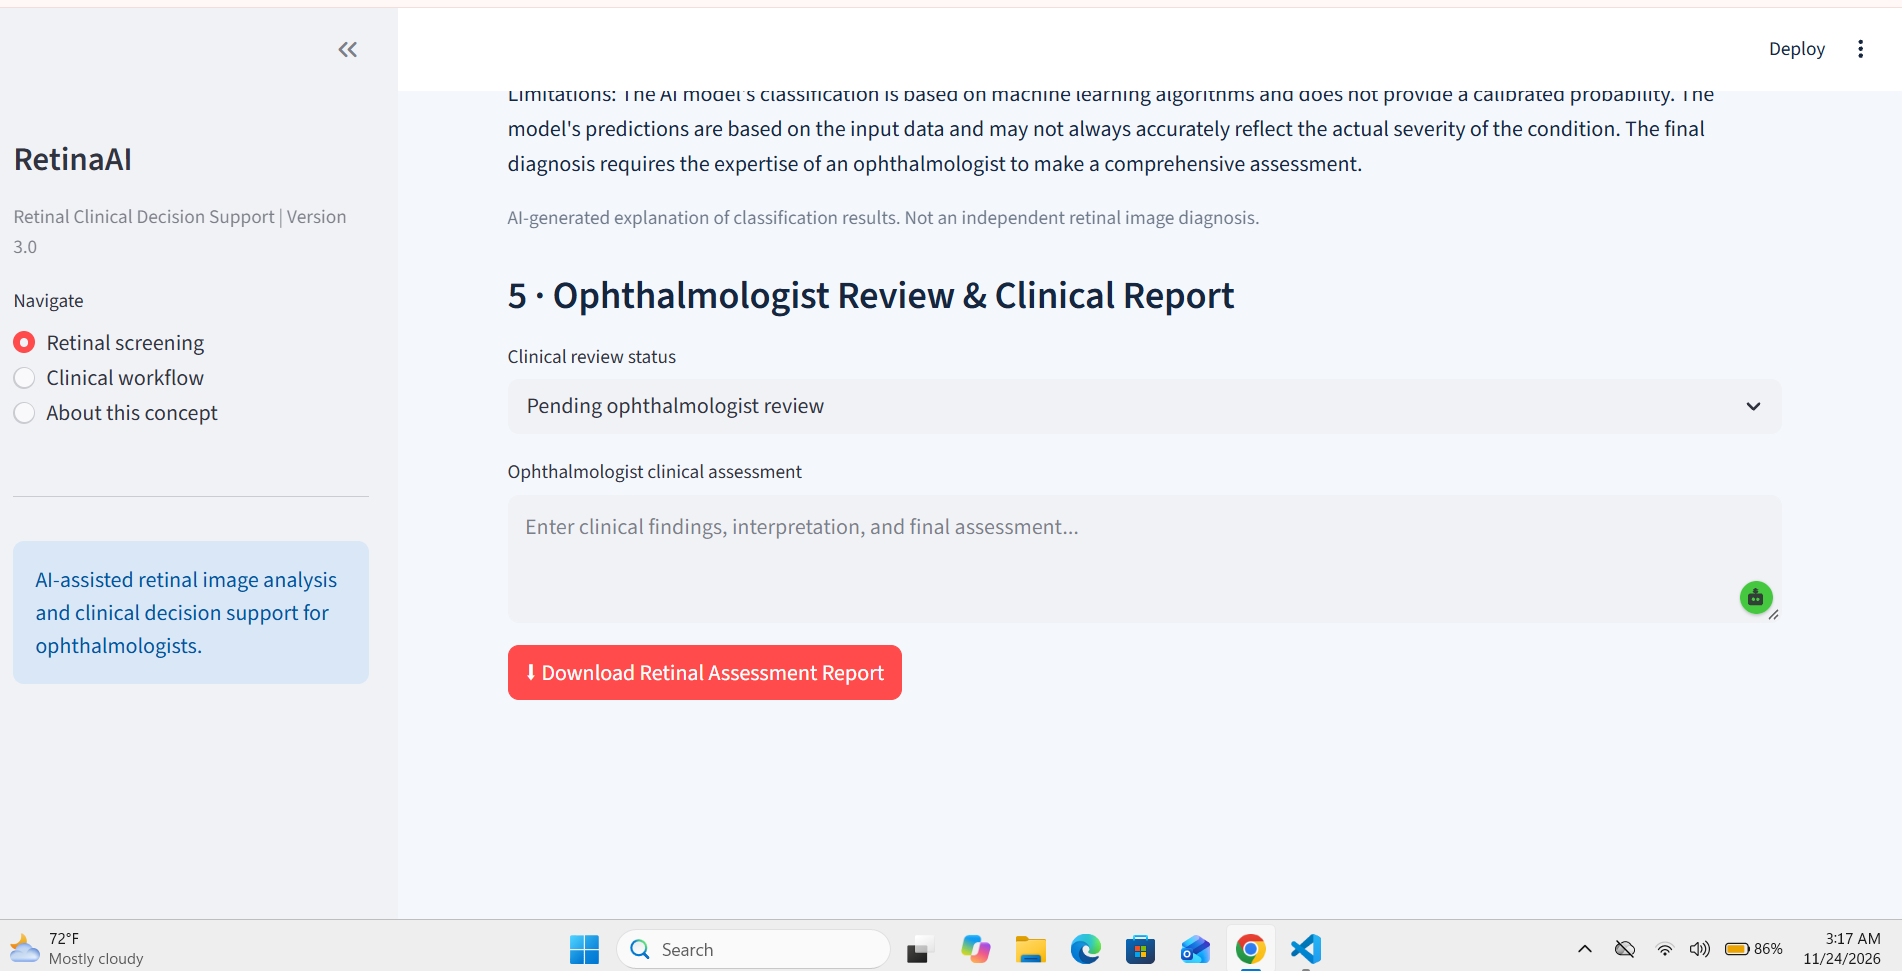 Deploy
RetinaAI
Retinal Clinical Decision Support | Version
3.0
Navigate
Retinal screening
Clinical workflow
About this concept
AI-assisted retinal image analysis
and clinical decision support for
ophthalmologists.
Limitations: The AI model's classification is based on machine learning algorithms and does not provide a calibrated probability. The
model's predictions are based on the input data and may not always accurately reflect the actual severity of the condition. The final
diagnosis requires the expertise of an ophthalmologist to make a comprehensive assessment.
AI-generated explanation of classification results. Not an independent retinal image diagnosis.
5 · Ophthalmologist Review & Clinical Report
Clinical review status
Pending ophthalmologist review
Ophthalmologist clinical assessment
Enter clinical findings, interpretation, and final assessment...
⬇ Download Retinal Assessment Report
72°F
Mostly cloudy
Search
86%
3:17 AM
11/24/2026